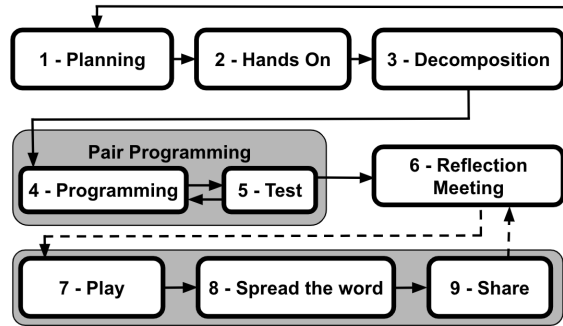 1 - Planning
2 - Hands On
3 - Decomposition
Pair Programming
4 - Programming
5 - Test
6 - Reflection
Meeting
7 - Play
8 - Spread the word
9 - Share